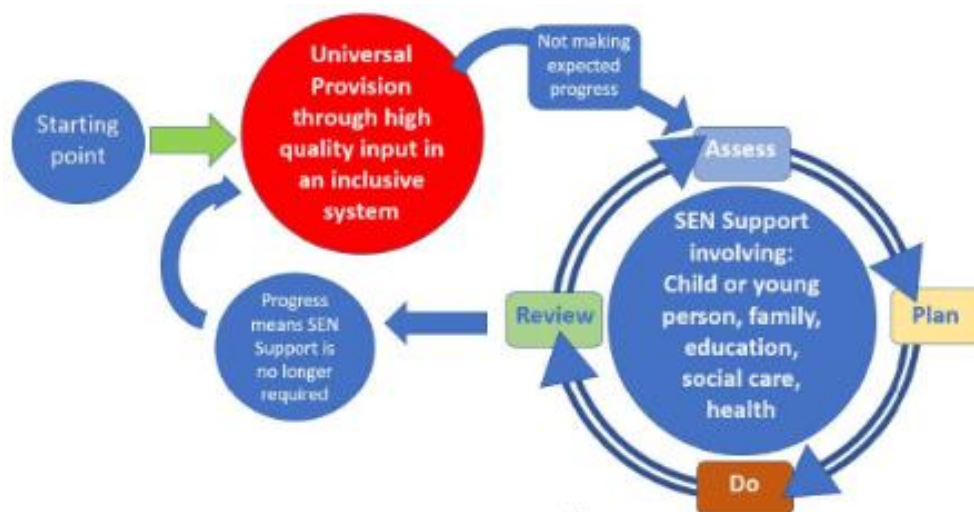 Starting
point
Universal
Provision
through high
quality input in
an inclusive
system
Not making
expected
progress
Assess
SEN Support
involving:
Child or young
person, family,
education,
social care,
health
Plan
Do
Review
Progress
means SEN
Support is
no longer
required